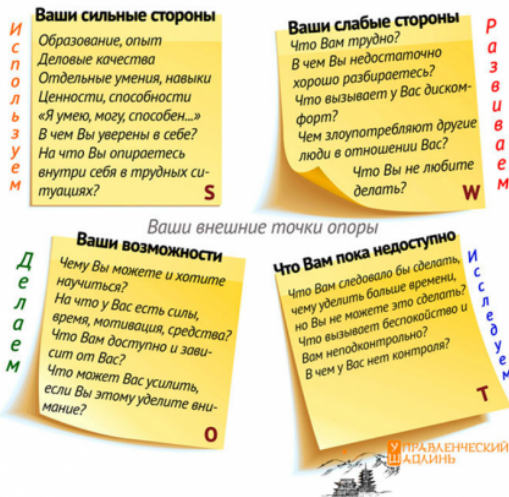 Используем
Ваши сильные стороны
Образование, опыт
Деловые качества
Отдельные умения, навыки
Ценности, способности
«Я умею, могу, способен...»
В чем Вы уверены в себе?
На что Вы опираетесь
внутри себя в трудных си-
туациях?
S
Ваши слабые стороны
Что Вам трудно?
В чем Вы недостаточно
хорошо разбираетесь?
Что вызывает у Вас диском-
форт?
Чем злоупотребляют другие
люди в отношении Вас?
Что Вы не любите
делать?
W
Развиваем
Ваши внешние точки опоры
Делаем
Ваши возможности
Чему Вы можете и хотите
научиться?
На что у Вас есть силы,
время, мотивация, средства?
Что Вам доступно и зави-
сит от Вас?
Что может Вас усилить,
если Вы этому уделите вни-
мание?
O
Что Вам пока недоступно
Что Вам следовало бы сделать,
чему уделить больше времени,
но Вы не можете это сделать?
Что вызывает беспокойство и
Вам неподконтрольно?
В чем у Вас нет контроля?
T
Исследуем
УПРАВЛЕНЧЕСКИЙ
ШАОЛИНЬ